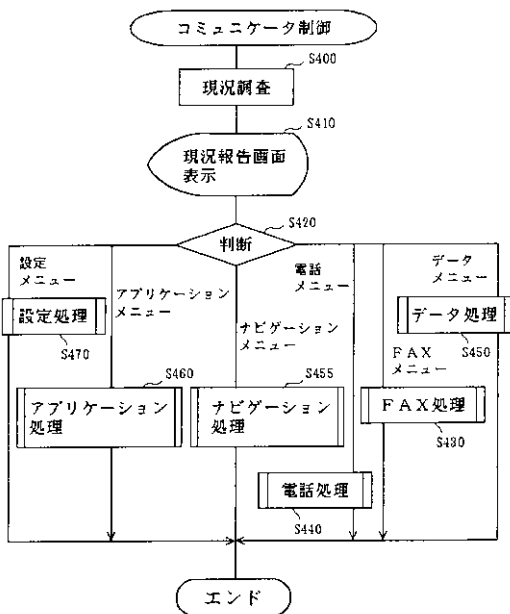 コミュニケータ制御
S400
現況調査
S410
現況報告画面
表示
S420
判断
設定
メニュー
アプリケーション
メニュー
ナビゲーション
メニュー
電話
メニュー
データ
メニュー
設定処理
S470
データ処理
S450
FAX
メニュー
S460
アプリケーション
処理
S455
ナビゲーション
処理
FAX処理
S430
電話処理
S440
エンド